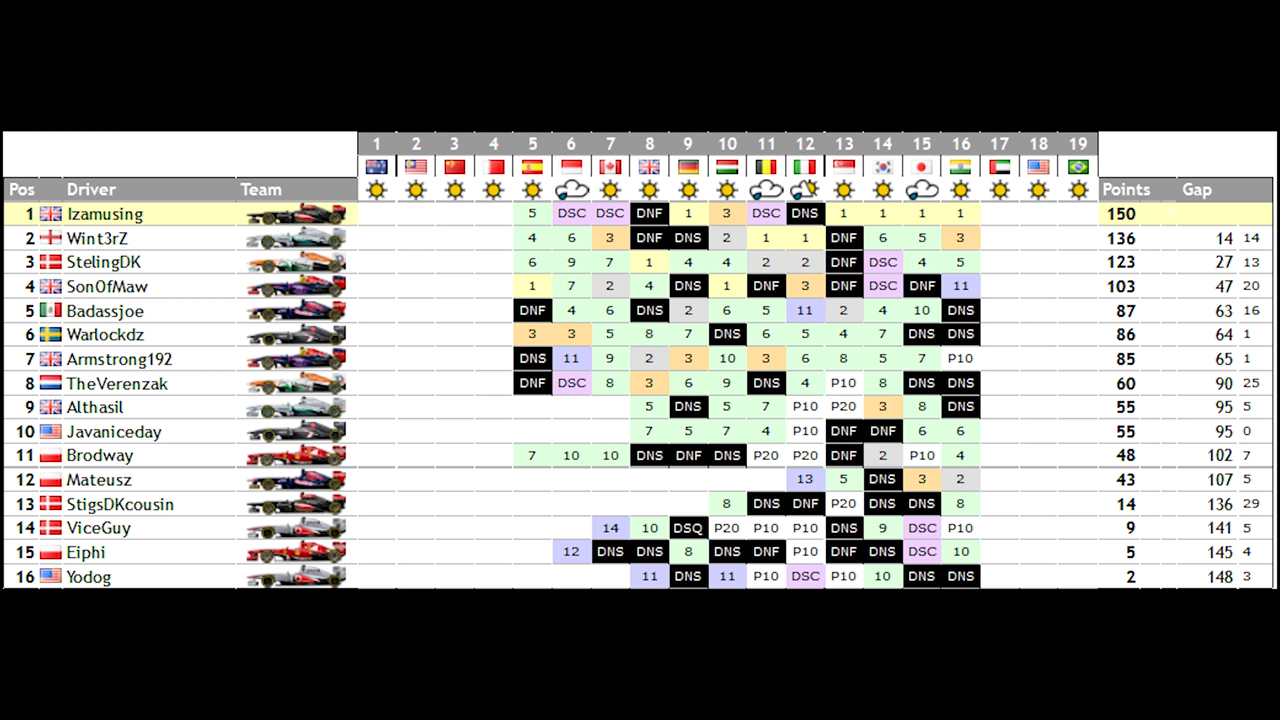 1 2 3 4 5 6 7 8 9 10 11 12 13 14 15 16 17 18 19
Pos Driver Team Points Gap
1 Izamusing 5 DSC DSC DNF 1 3 DSC DNS 1 1 1 1 150
2 Wint3rZ 4 6 3 DNF DNS 2 1 1 DNF 6 5 3 136 14 14
3 StelingDK 6 9 7 1 4 4 2 2 DNF DSC 4 5 123 27 13
4 SonOfMaw 1 7 2 4 DNS 1 DNF 3 DNF DSC DNF 11 103 47 20
5 Badassjoe DNF 4 6 DNS 2 6 5 11 2 4 10 DNS 87 63 16
6 Warlockdz 3 3 5 8 7 DNS 6 5 4 7 DNS DNS 86 64 1
7 Armstrong192 DNS 11 9 2 3 10 3 6 8 5 7 P10 85 65 1
8 TheVerenzak DNF DSC 8 3 6 9 DNS 4 P10 8 DNS DNS 60 90 25
9 Althasil 5 DNS 5 7 P10 P20 3 8 DNS 55 95 5
10 Javaniceday 7 5 7 4 P10 DNF DNF 6 6 55 95 0
11 Brodway 7 10 10 DNS DNF DNS P20 P20 DNF 2 P10 4 48 102 7
12 Mateusz 13 5 DNS 3 2 43 107 5
13 StigsDKcousin 8 DNS DNF P20 DNS DNS 8 14 136 29
14 ViceGuy 14 10 DSQ P20 P10 P10 DNS 9 DSC P10 9 141 5
15 Eiphi 12 DNS DNS 8 DNS DNF P10 DNF DNS DSC 10 5 145 4
16 Yodog 11 DNS 11 P10 DSC P10 10 DNS DNS 2 148 3